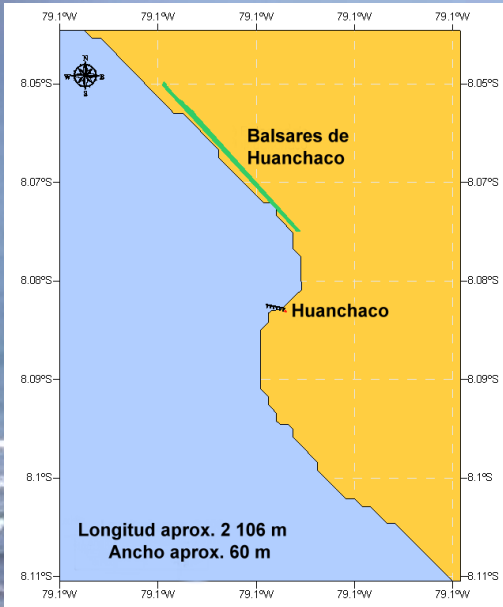 79.1°W 79.1°W 79.1°W 79.1°W 79.1°W
N
W E
S
8.05°S 8.05°S
Balsares de
Huanchaco
8.07°S 8.07°S
8.08°S 8.08°S
Huanchaco
8.09°S 8.09°S
8.1°S 8.1°S
Longitud aprox. 2 106 m
Ancho aprox. 60 m
8.11°S 8.11°S
79.1°W 79.1°W 79.1°W 79.1°W 79.1°W